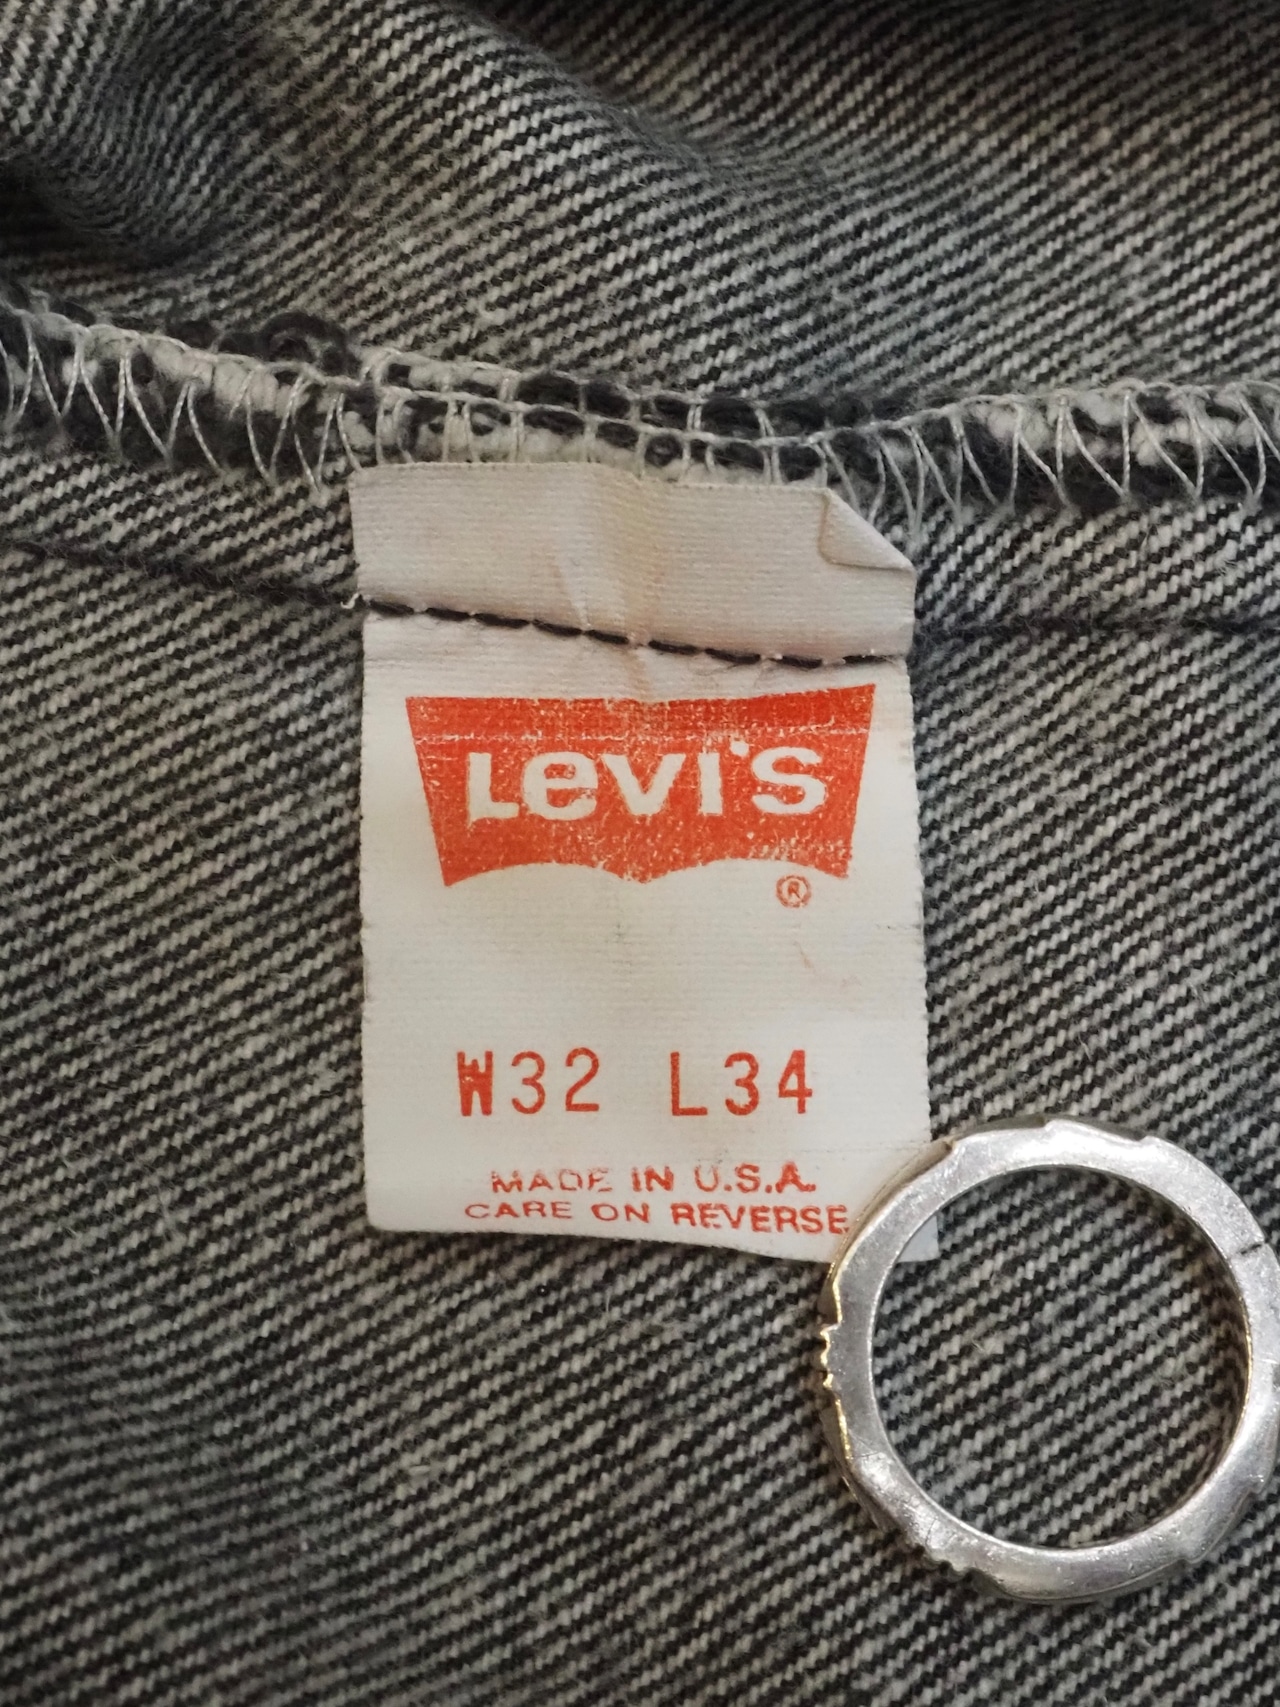 Levi's
®
W32 L34
MADE IN U.S.A.
CARE ON REVERSE